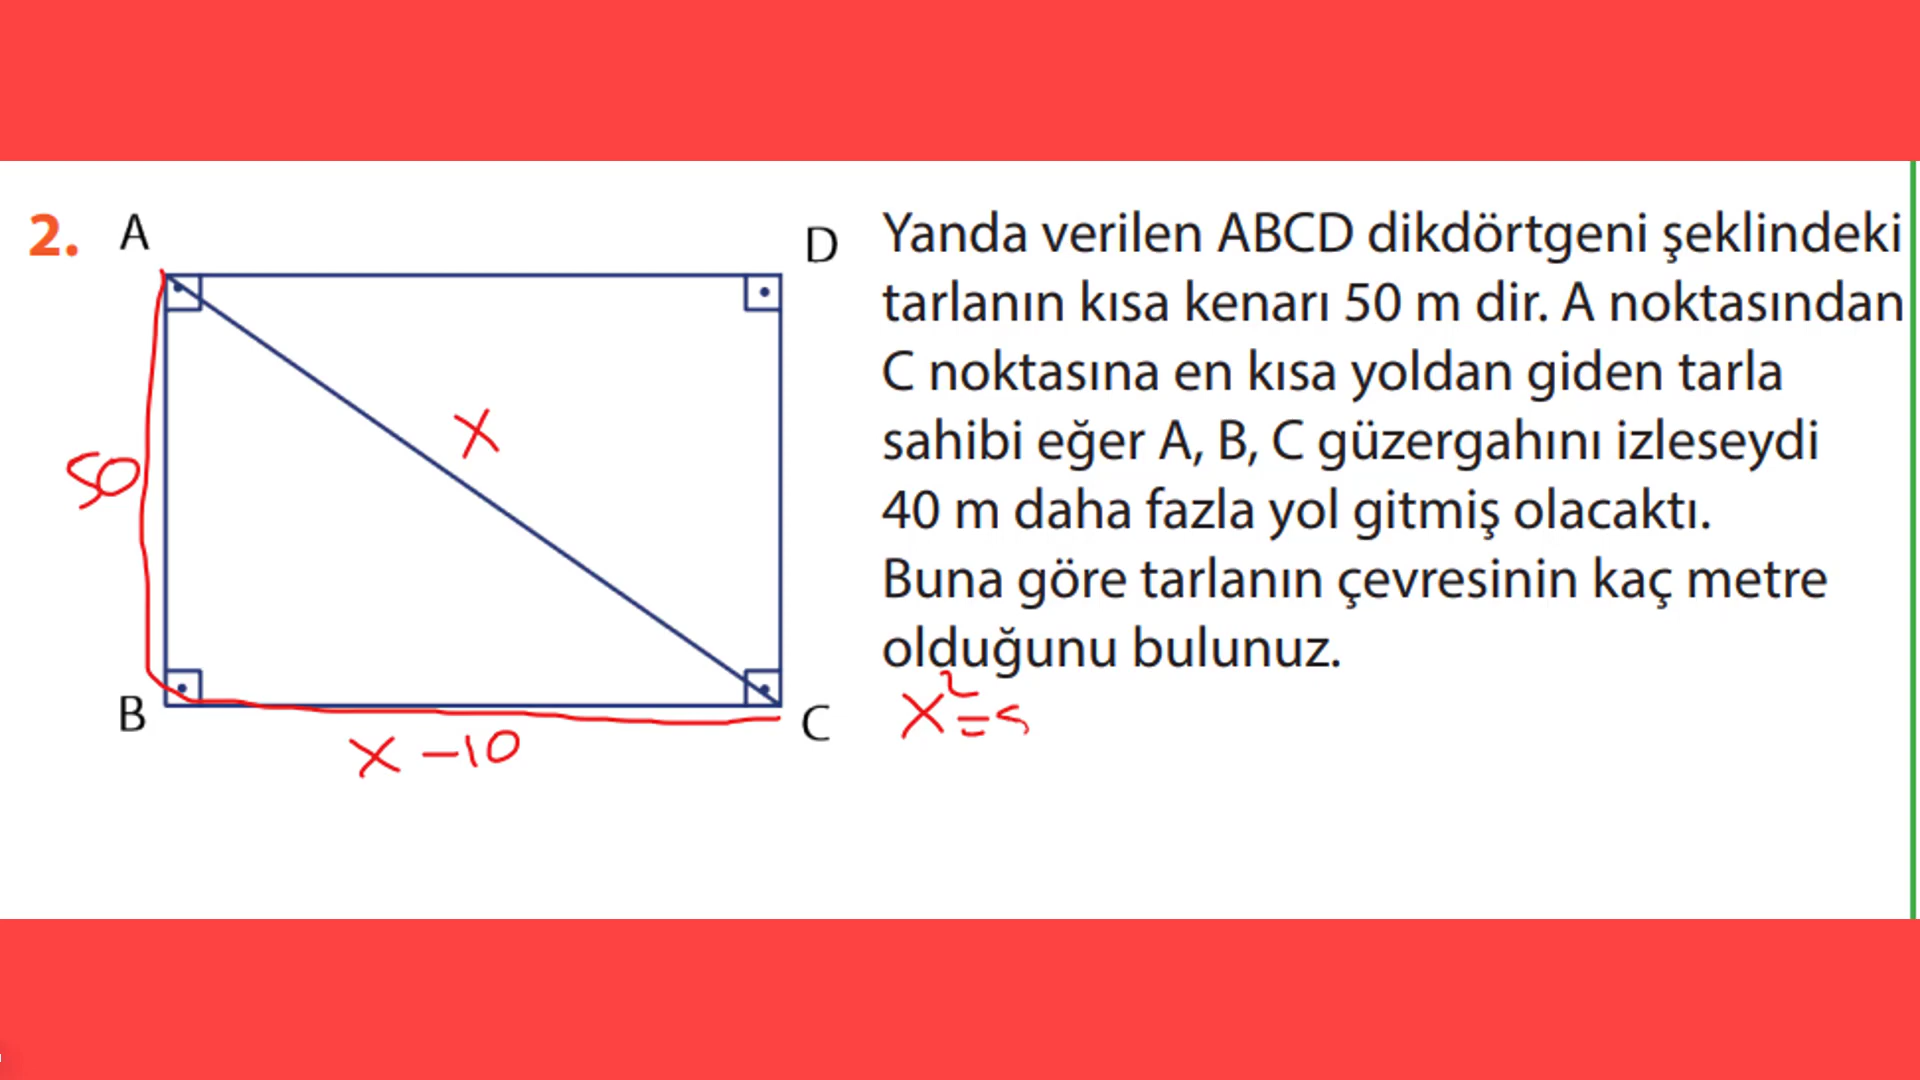 2. A
D
Yanda verilen ABCD dikdörtgeni şeklindeki
tarlanın kısa kenarı 50 m dir. A noktasından
C noktasına en kısa yoldan giden tarla
sahibi eğer A, B, C güzergahını izleseydi
40 m daha fazla yol gitmiş olacaktı.
Buna göre tarlanın çevresinin kaç metre
olduğunu bulunuz.
x
50
B
C
x - 10
x² = 5